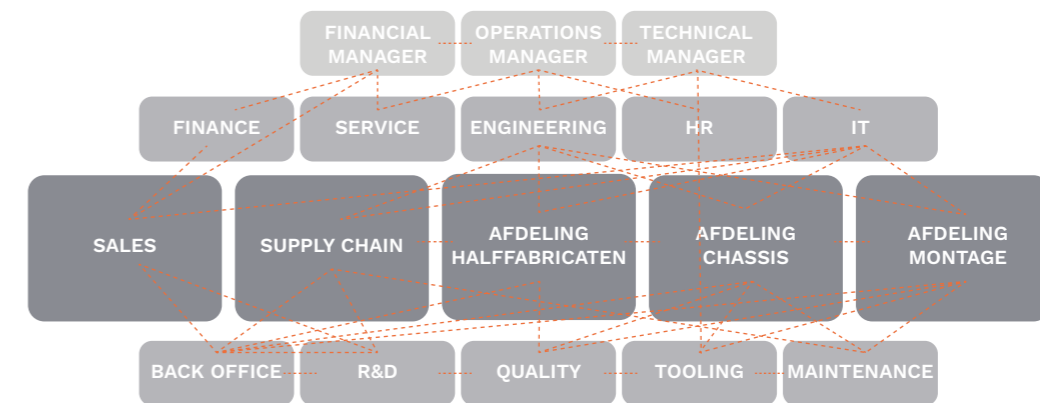 FINANCIAL
MANAGER
OPERATIONS
MANAGER
TECHNICAL
MANAGER
FINANCE
SERVICE
ENGINEERING
HR
IT
SALES
SUPPLY CHAIN
AFDELING
HALFFABRICATEN
AFDELING
CHASSIS
AFDELING
MONTAGE
BACK OFFICE
R&D
QUALITY
TOOLING
MAINTENANCE